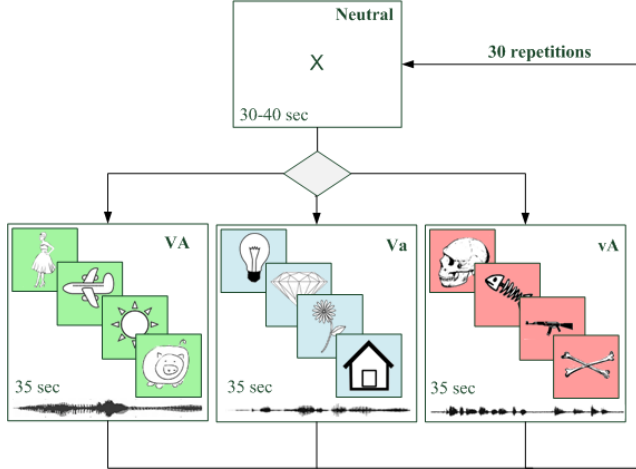 Neutral
X
30-40 sec
30 repetitions
VA
35 sec
Va
35 sec
vA
35 sec